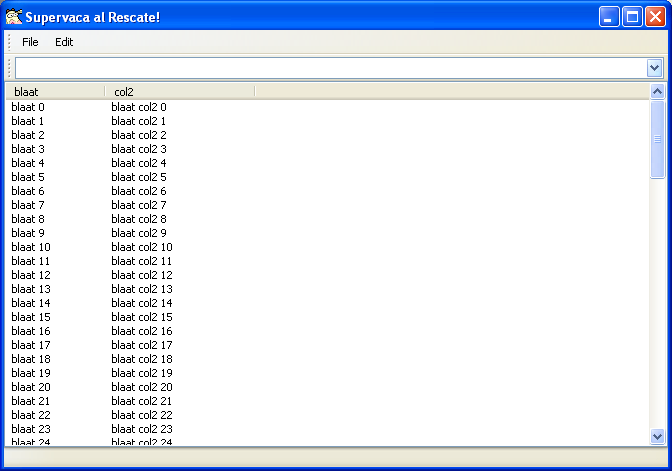 Supervaca al Rescate!
File Edit
blaat col2
blaat 0 blaat col2 0
blaat 1 blaat col2 1
blaat 2 blaat col2 2
blaat 3 blaat col2 3
blaat 4 blaat col2 4
blaat 5 blaat col2 5
blaat 6 blaat col2 6
blaat 7 blaat col2 7
blaat 8 blaat col2 8
blaat 9 blaat col2 9
blaat 10 blaat col2 10
blaat 11 blaat col2 11
blaat 12 blaat col2 12
blaat 13 blaat col2 13
blaat 14 blaat col2 14
blaat 15 blaat col2 15
blaat 16 blaat col2 16
blaat 17 blaat col2 17
blaat 18 blaat col2 18
blaat 19 blaat col2 19
blaat 20 blaat col2 20
blaat 21 blaat col2 21
blaat 22 blaat col2 22
blaat 23 blaat col2 23
blaat 24 blaat col2 24